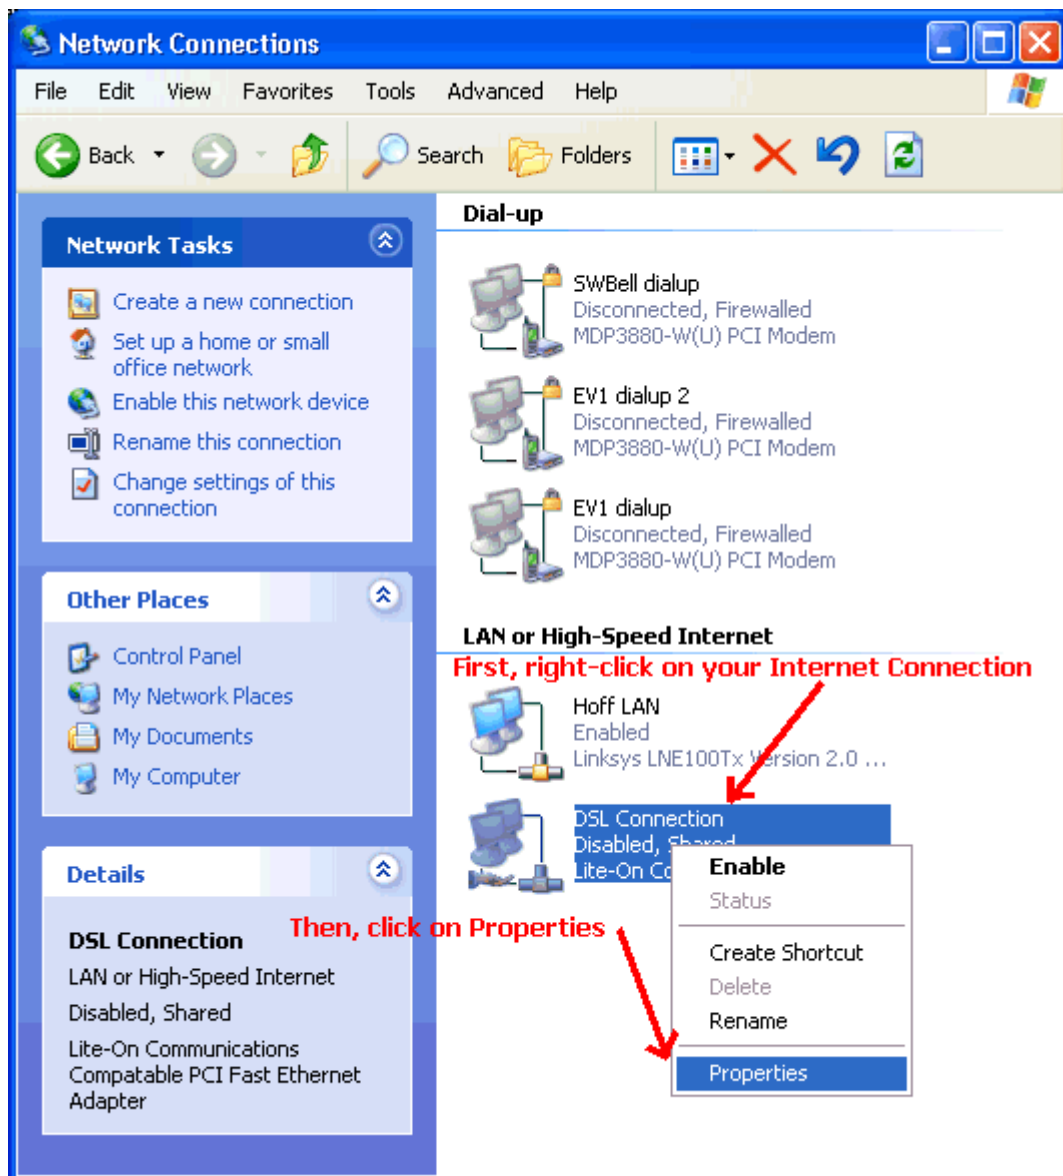 Network Connections
File Edit View Favorites Tools Advanced Help
Back Search Folders
Network Tasks
Create a new connection
Set up a home or small
office network
Enable this network device
Rename this connection
Change settings of this
connection
Other Places
Control Panel
My Network Places
My Documents
My Computer
Details
DSL Connection
LAN or High-Speed Internet
Disabled, Shared
Lite-On Communications
Compatable PCI Fast Ethernet
Adapter
Dial-up
SWBell dialup
Disconnected, Firewalled
MDP3880-W(U) PCI Modem
EV1 dialup 2
Disconnected, Firewalled
MDP3880-W(U) PCI Modem
EV1 dialup
Disconnected, Firewalled
MDP3880-W(U) PCI Modem
LAN or High-Speed Internet
First, right-click on your Internet Connection
Hoff LAN
Enabled
Linksys LNE100Tx Version 2.0 ...
DSL Connection
Disabled, Shared
Lite-On Co
Enable
Status
Then, click on Properties
Create Shortcut
Delete
Rename
Properties